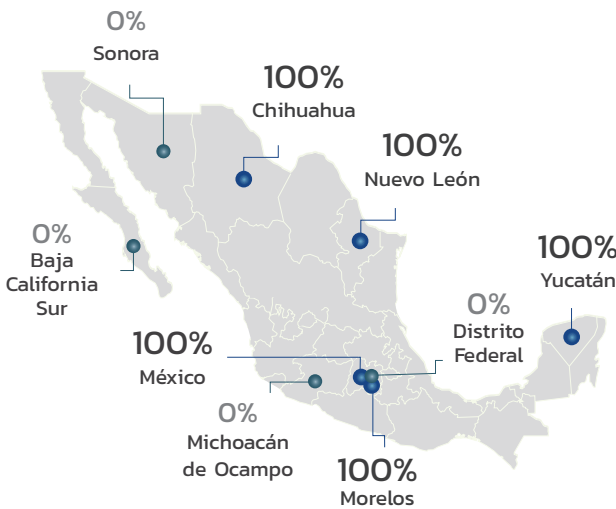 0%
Sonora
100%
Chihuahua
100%
Nuevo León
0%
Baja
California
Sur
100%
Yucatán
0%
Distrito
Federal
100%
México
0%
Michoacán
de Ocampo
100%
Morelos